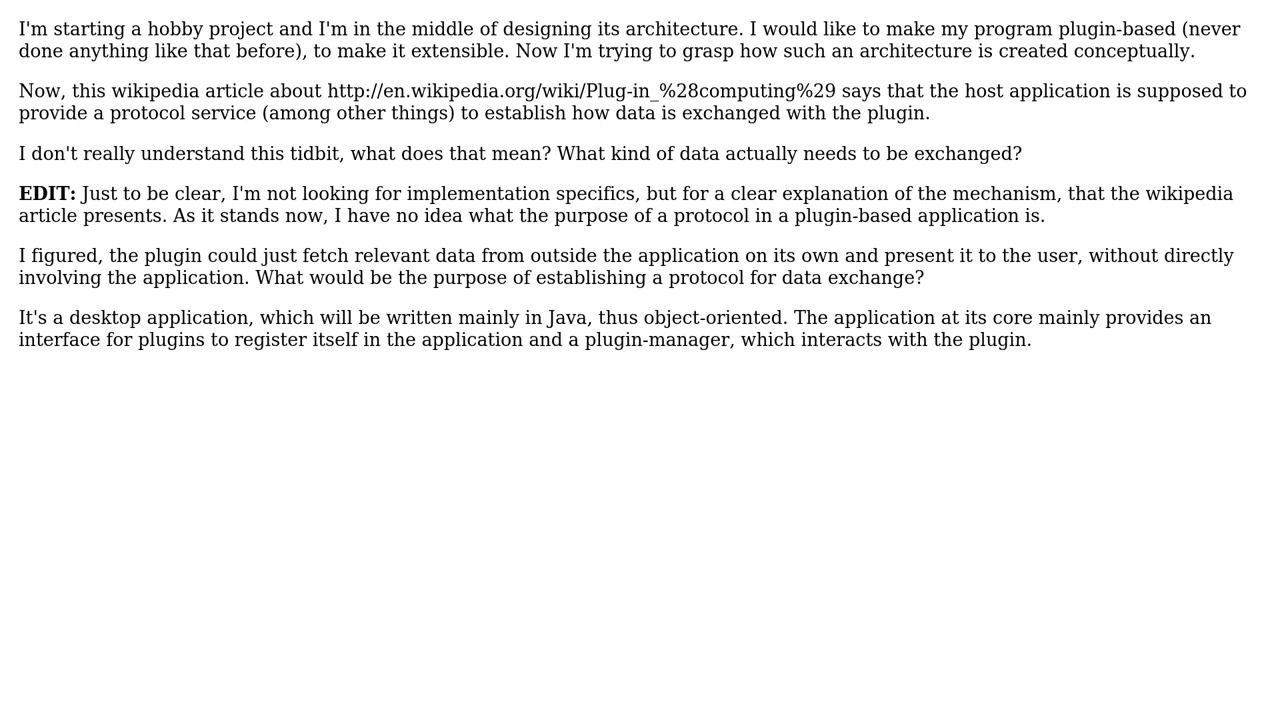 I'm starting a hobby project and I'm in the middle of designing its architecture. I would like to make my program plugin-based (never
done anything like that before), to make it extensible. Now I'm trying to grasp how such an architecture is created conceptually.
Now, this wikipedia article about http://en.wikipedia.org/wiki/Plug-in_%28computing%29 says that the host application is supposed to
provide a protocol service (among other things) to establish how data is exchanged with the plugin.
I don't really understand this tidbit, what does that mean? What kind of data actually needs to be exchanged?
EDIT: Just to be clear, I'm not looking for implementation specifics, but for a clear explanation of the mechanism, that the wikipedia
article presents. As it stands now, I have no idea what the purpose of a protocol in a plugin-based application is.
I figured, the plugin could just fetch relevant data from outside the application on its own and present it to the user, without directly
involving the application. What would be the purpose of establishing a protocol for data exchange?
It's a desktop application, which will be written mainly in Java, thus object-oriented. The application at its core mainly provides an
interface for plugins to register itself in the application and a plugin-manager, which interacts with the plugin.